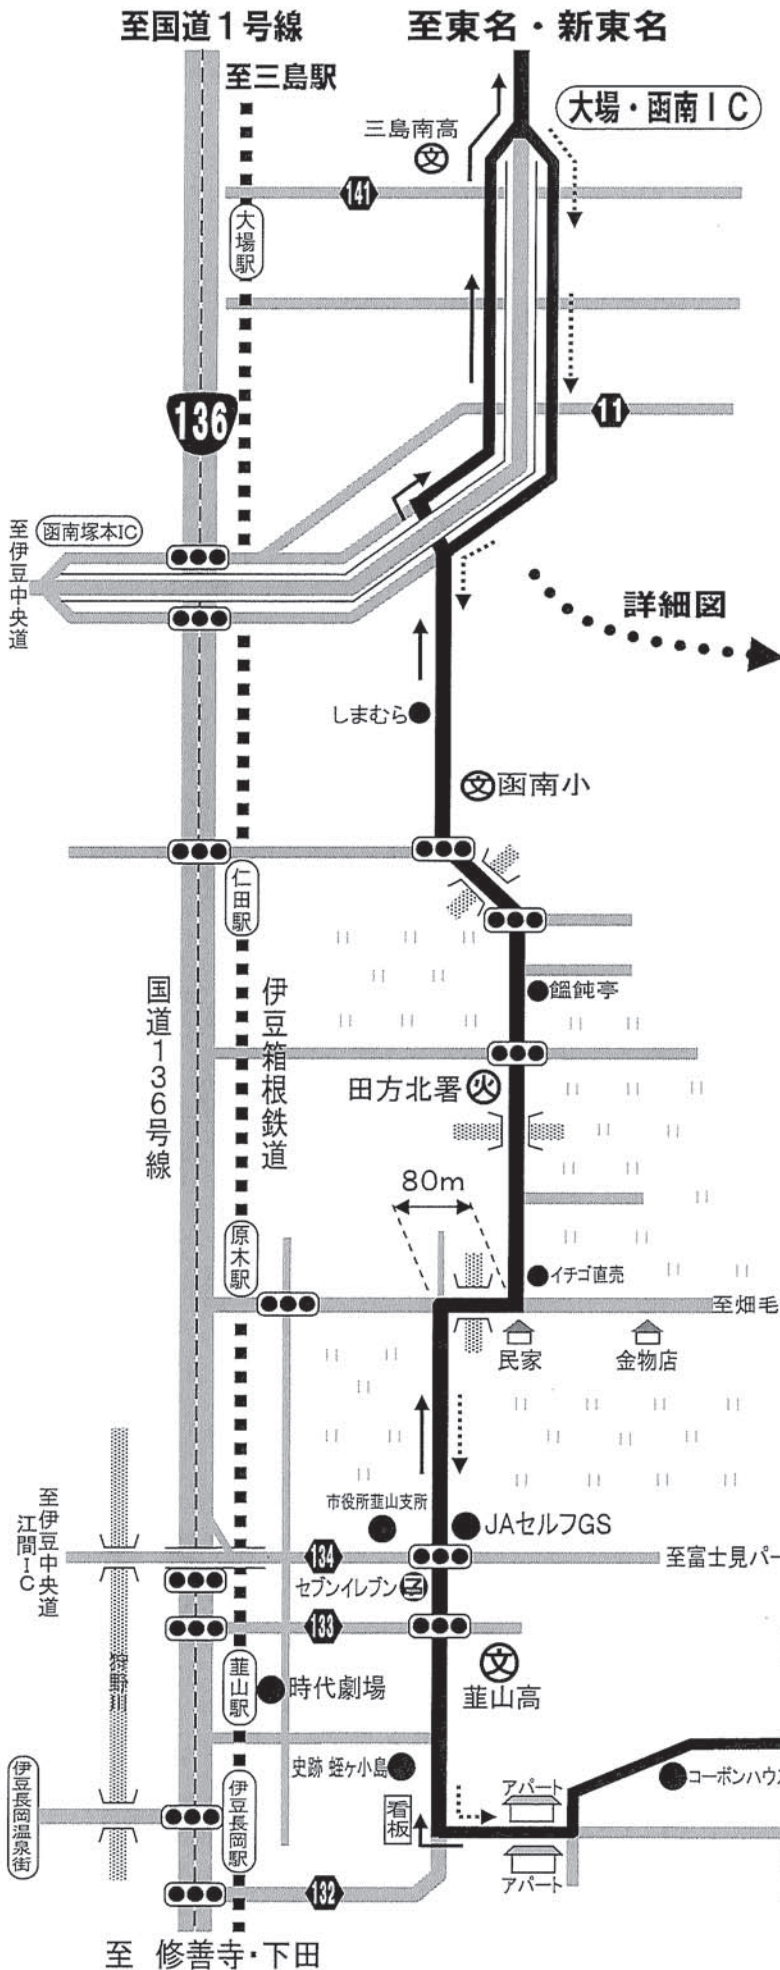 至国道1号線
至東名・新東名
至三島駅
大場・函南IC
三島南高
文
141
大場駅
136
11
函南塚本IC
至伊豆中央道
詳細図
しまむら
文函南小
仁田駅
饂飩亭
国道136号線
伊豆箱根鉄道
田方北署火
80m
原木駅
イチゴ直売
至畑毛
民家
金物店
市役所韮山支所
JAセルフGS
至伊豆中央道
江間IC
134
至富士見パー
セブンイレブン
133
狩野川
韮山駅
時代劇場
文
韮山高
史跡 蛭ヶ小島
アパート
コーボンハウス
看板
伊豆長岡温泉街
伊豆長岡駅
アパート
132
至 修善寺・下田